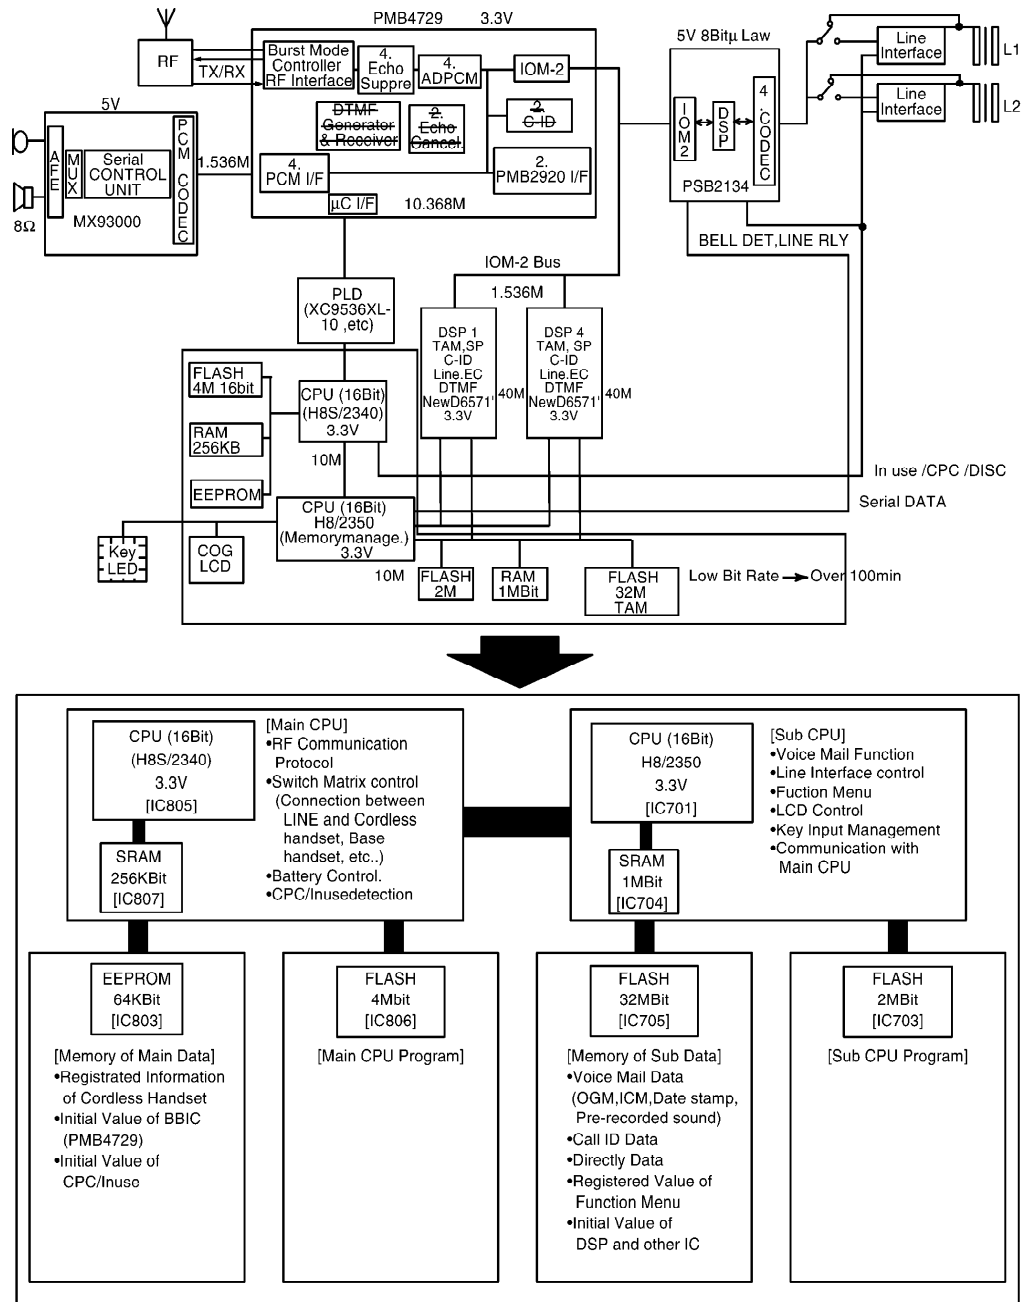 PMB4729 3.3V
RF
TX/RX
Burst Mode
Controller
RF Interface
4.
Echo
Suppre
4.
ADPCM
IOM-2
DTMF
Generator
& Receiver
2.
Echo
Cancel.
2.
C-ID
4.
PCM I/F
2.
PMB2920 I/F
μC I/F
10.368M
5V
AFE
MUX
Serial
CONTROL
UNIT
PCM CODEC
MX93000
8Ω
1.536M
5V 8Bitμ Law
IOM2
DSP
4. CODEC
PSB2134
Line
Interface
L1
Line
Interface
L2
BELL DET,LINE RLY
IOM-2 Bus
1.536M
PLD
(XC9536XL-
10 ,etc)
DSP 1
TAM,SP
C-ID
Line.EC
DTMF
NewD6571'
3.3V
40M
DSP 4
TAM, SP
C-ID
Line.EC
DTMF
NewD6571'
3.3V
40M
FLASH
4M 16bit
RAM
256KB
EEPROM
CPU (16Bit)
(H8S/2340)
3.3V
10M
In use /CPC /DISC
Serial DATA
CPU (16Bit)
H8/2350
(Memorymanage.)
3.3V
Key
LED
COG
LCD
10M
FLASH
2M
RAM
1MBit
FLASH
32M
TAM
Low Bit Rate Over 100min
CPU (16Bit)
(H8S/2340)
3.3V
[IC805]
SRAM
256KBit
[IC807]
[Main CPU]
•RF Communication
Protocol
•Switch Matrix control
(Connection between
LINE and Cordless
handset, Base
handset, etc..)
•Battery Control.
•CPC/Inusedetection
CPU (16Bit)
H8/2350
3.3V
[IC701]
SRAM
1MBit
[IC704]
[Sub CPU]
•Voice Mail Function
•Line Interface control
•Fuction Menu
•LCD Control
•Key Input Management
•Communication with
Main CPU
EEPROM
64KBit
[IC803]
[Memory of Main Data]
•Registrated Information
of Cordless Handset
•Initial Value of BBIC
(PMB4729)
•Initial Value of
CPC/Inuse
FLASH
4Mbit
[IC806]
[Main CPU Program]
FLASH
32MBit
[IC705]
[Memory of Sub Data]
•Voice Mail Data
(OGM,ICM,Date stamp,
Pre-recorded sound)
•Call ID Data
•Directly Data
•Registered Value of
Function Menu
•Initial Value of
DSP and other IC
FLASH
2MBit
[IC703]
[Sub CPU Program]